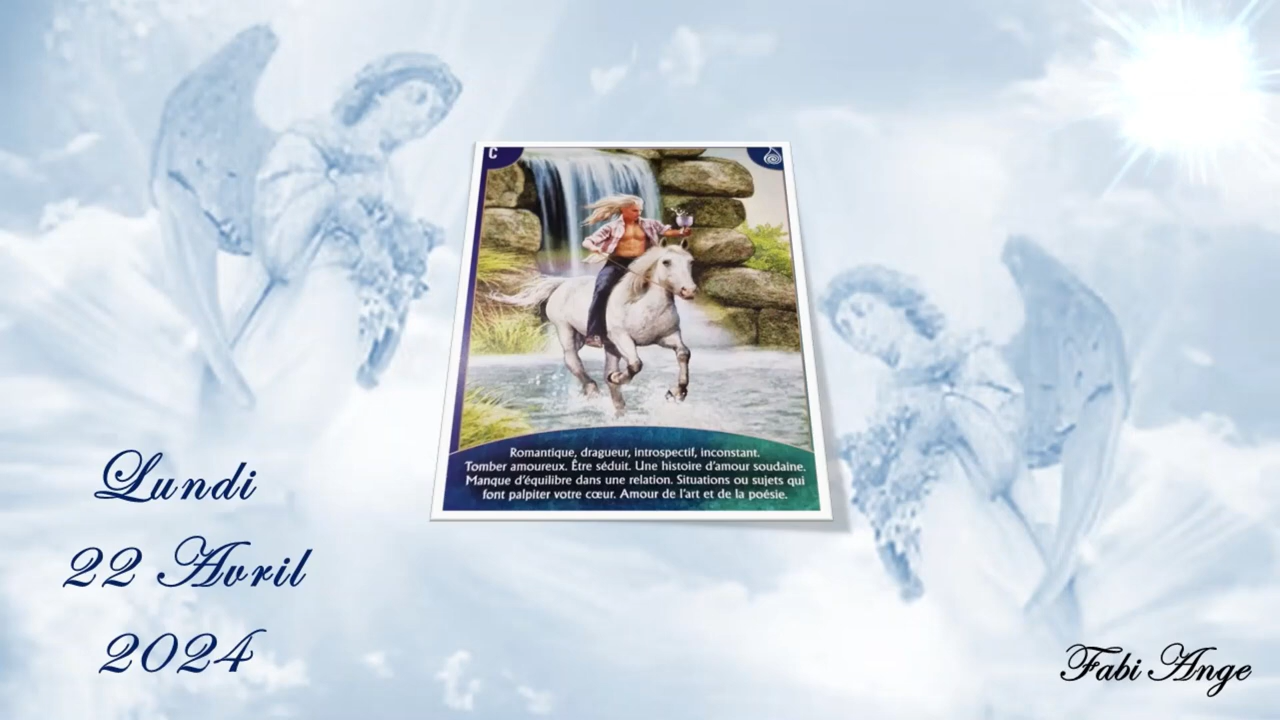 C
Romantique, dragueur, introspectif, inconstant.
Tomber amoureux. Être séduit. Une histoire d'amour soudaine.
Manque d'équilibre dans une relation. Situations ou sujets qui
font palpiter votre cœur. Amour de l'art et de la poésie.
Lundi
22 Avril
2024
Fabi Ange